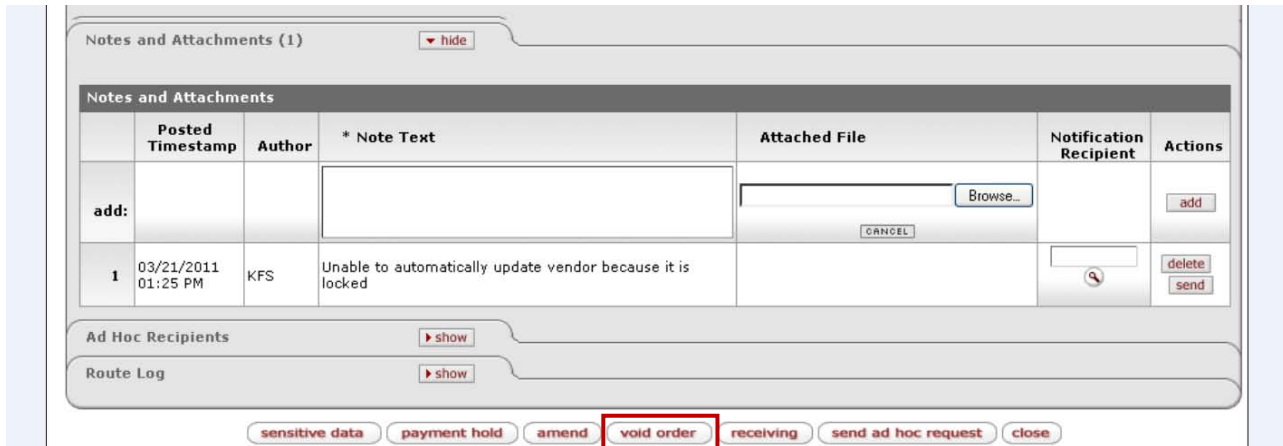 Notes and Attachments (1) hide
Notes and Attachments
Posted Timestamp Author * Note Text Attached File Notification Recipient Actions
add: Browse... add
CANCEL
1 03/21/2011 01:25 PM KFS Unable to automatically update vendor because it is locked delete
send
Ad Hoc Recipients show
Route Log show
sensitive data payment hold amend void order receiving send ad hoc request close